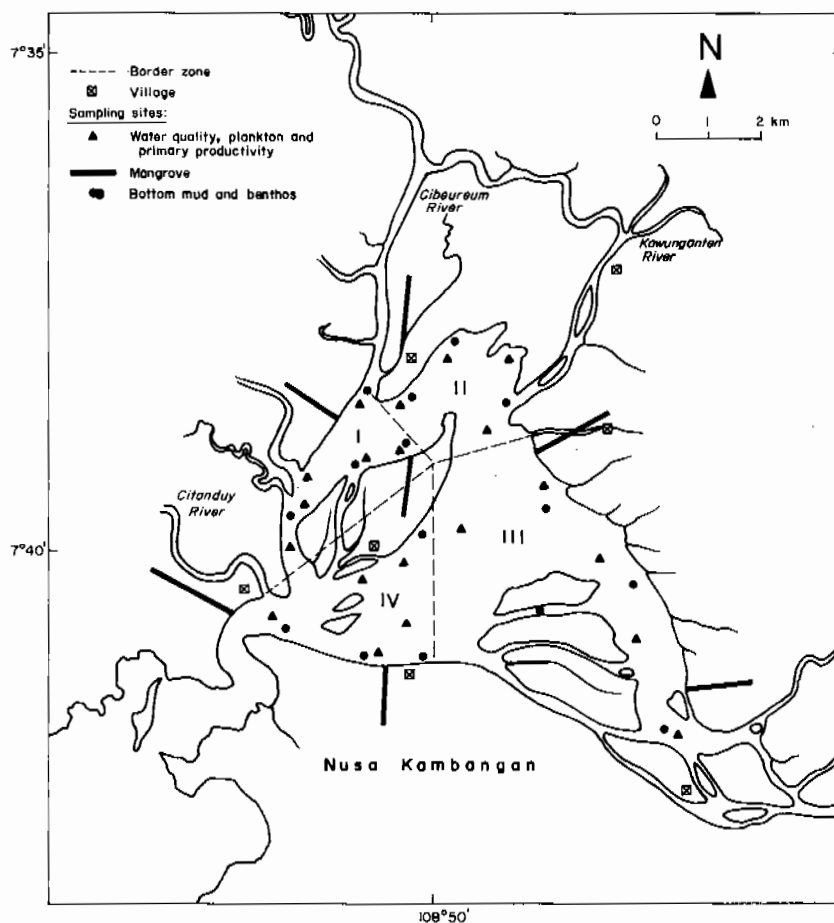 7°35'
Border zone
Village
Sampling sites:
Water quality, plankton and
primary productivity
Mangrove
Bottom mud and benthos
N
0 1 2 km
Cibeureum
River
Kawunganten
River
II
I
Citanduy
River
7°40'
III
IV
Nusa Kambangan
108°50'